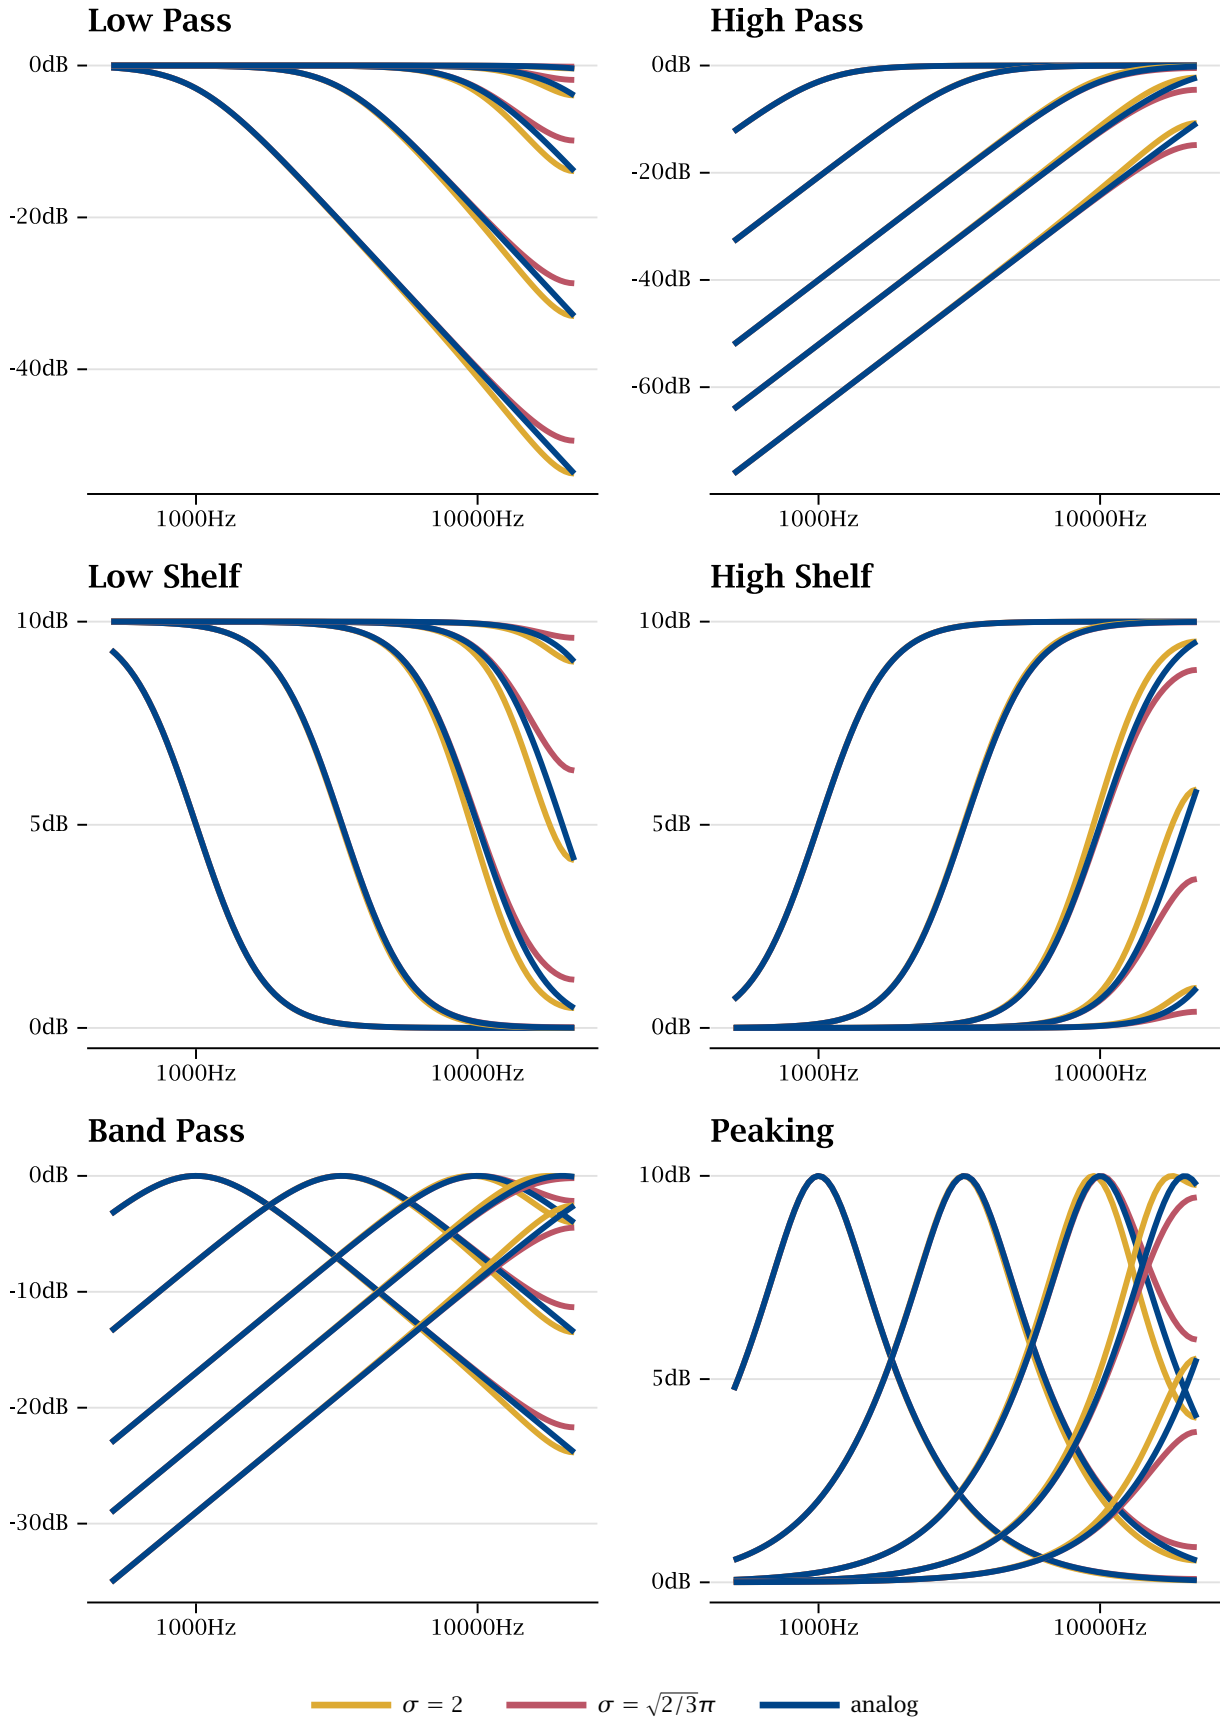 Low Pass
0dB
-20dB
-40dB
1000Hz
10000Hz
High Pass
0dB
-20dB
-40dB
-60dB
1000Hz
10000Hz
Low Shelf
10dB
5dB
0dB
1000Hz
10000Hz
High Shelf
10dB
5dB
0dB
1000Hz
10000Hz
Band Pass
0dB
-10dB
-20dB
-30dB
1000Hz
10000Hz
Peaking
10dB
5dB
0dB
1000Hz
10000Hz
σ = 2
σ = √2/3π
analog